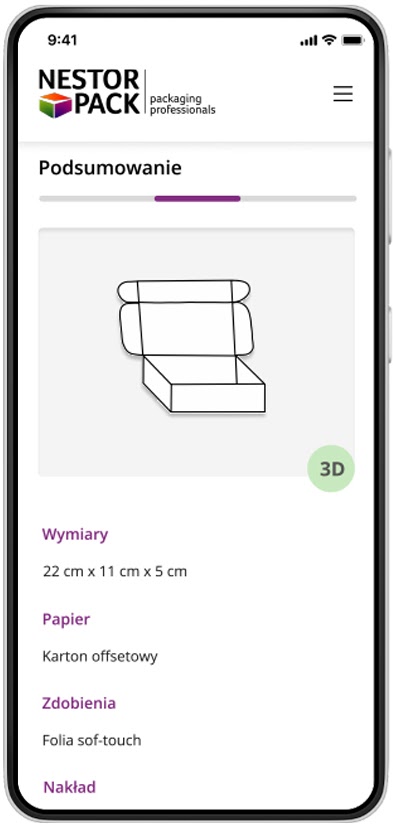 9:41
NESTOR
PACK
packaging
professionals
Podsumowanie
3D
Wymiary
22 cm x 11 cm x 5 cm
Papier
Karton offsetowy
Zdobienia
Folia sof-touch
Nakład